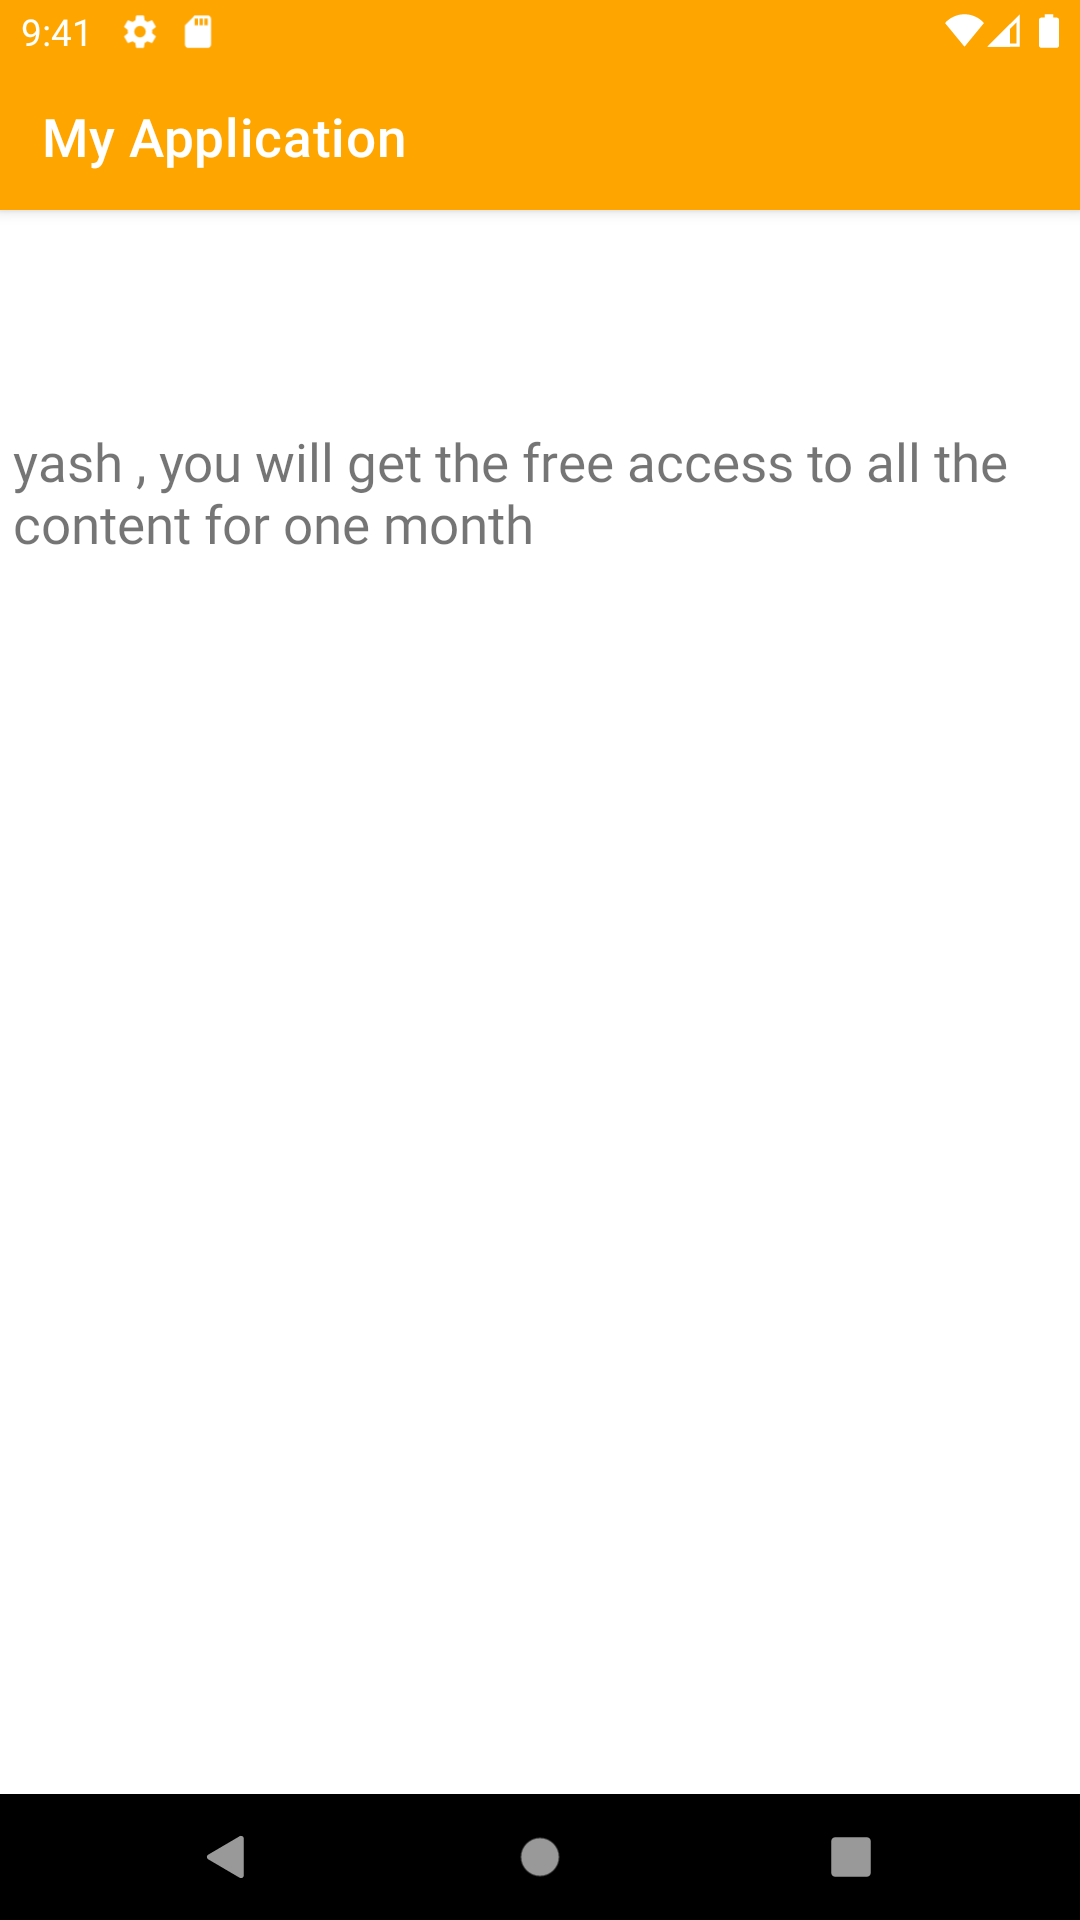 9:41
My Application
yash , you will get the free access to all the
content for one month